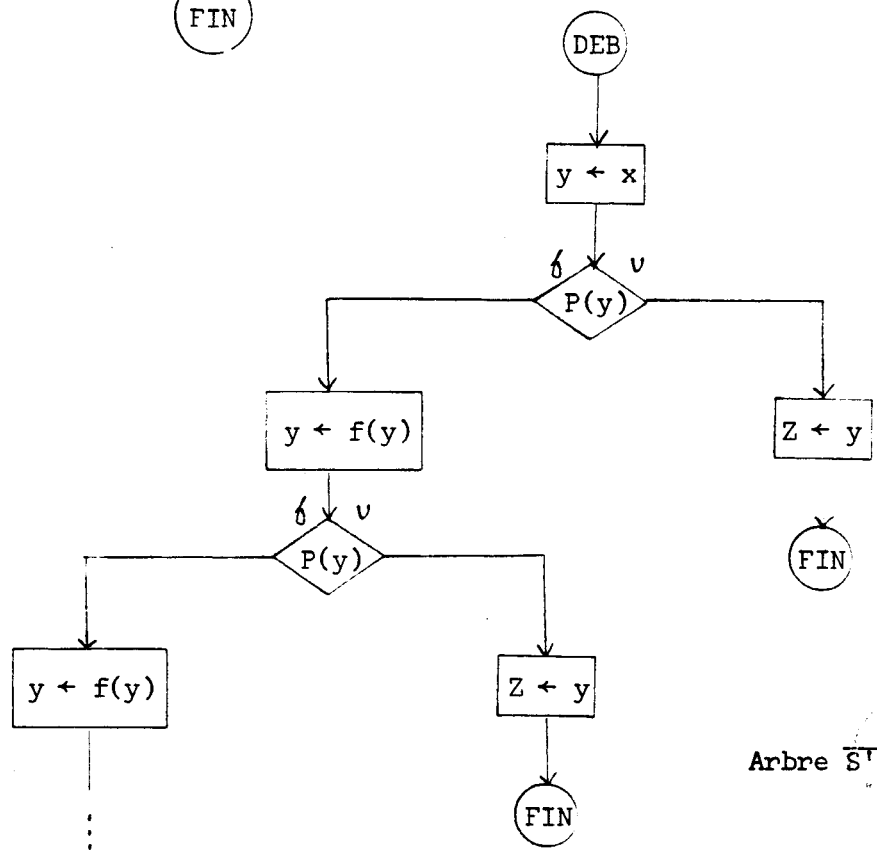 FIN
DEB
y ← x
f v
P(y)
y ← f(y)
Z ← y
f v
P(y)
FIN
y ← f(y)
Z ← y
Arbre S'
FIN